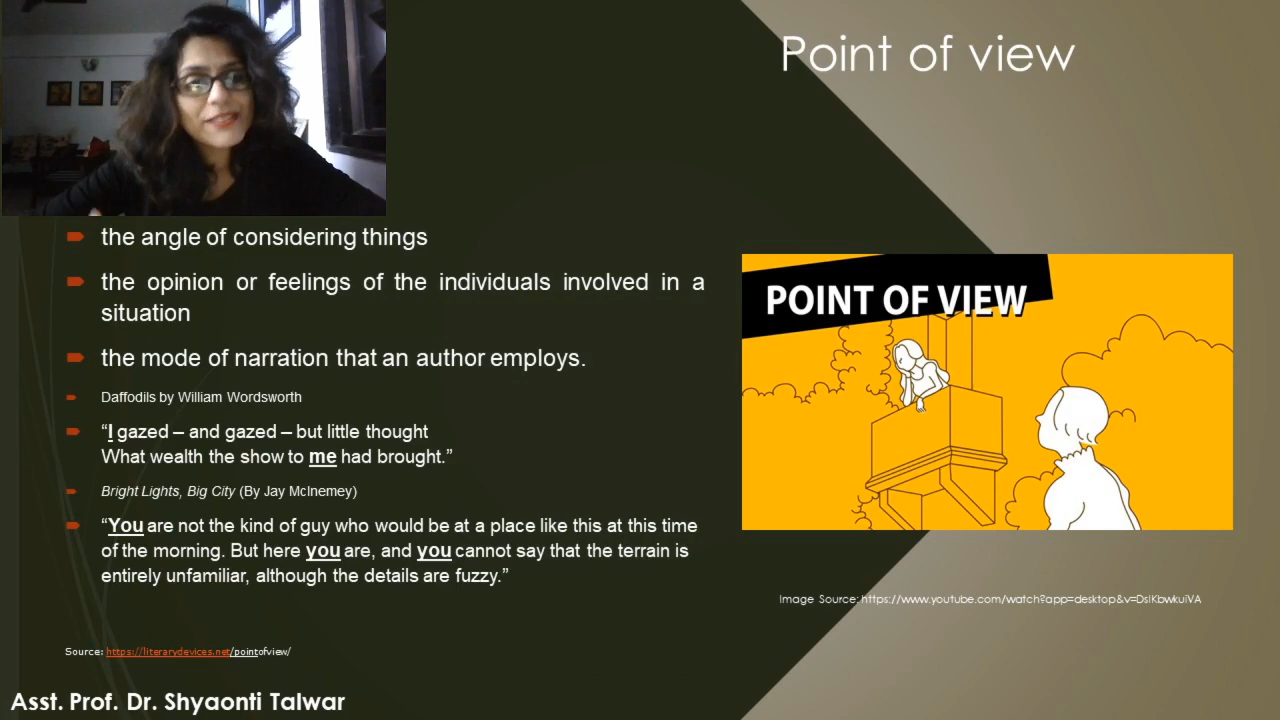 Point of view
the angle of considering things
the opinion or feelings of the individuals involved in a
situation
the mode of narration that an author employs.
Daffodils by William Wordsworth
“I gazed – and gazed – but little thought
What wealth the show to me had brought.”
Bright Lights, Big City (By Jay McInemey)
“You are not the kind of guy who would be at a place like this at this time
of the morning. But here you are, and you cannot say that the terrain is
entirely unfamiliar, although the details are fuzzy.”
POINT OF VIEW
Image Source: https://www.youtube.com/watch?app=desktop&v=DsIKbwkuiVA
Source: https://literarydevices.net/pointofview/
Asst. Prof. Dr. Shyaonti Talwar